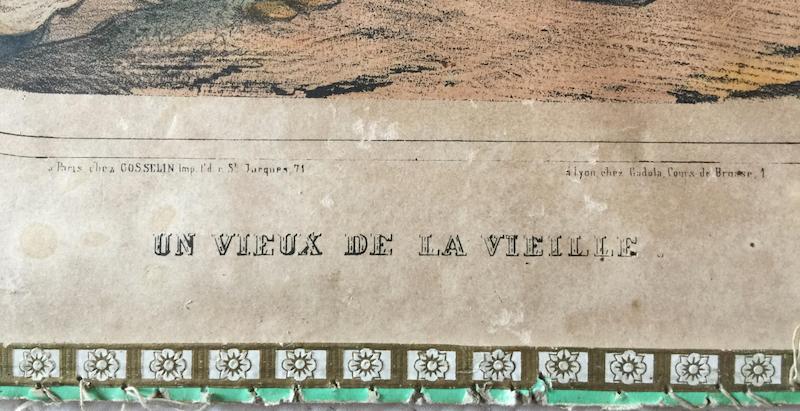 à Paris, chez GOSSELIN Imp. Éd. r. St. Jacques, 71
à Lyon, chez Gadola, Cours de Brosse, 1
UN VIEUX DE LA VIEILLE.